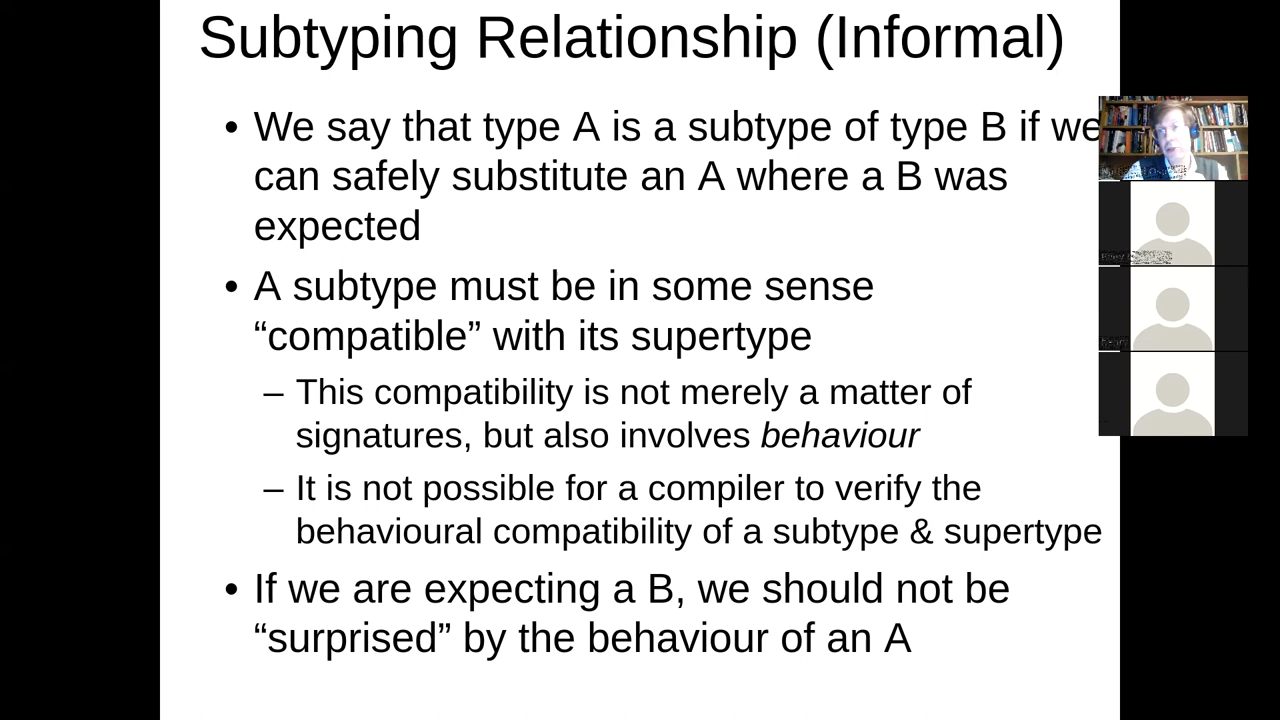 Subtyping Relationship (Informal)
• We say that type A is a subtype of type B if we
can safely substitute an A where a B was
expected
• A subtype must be in some sense
“compatible” with its supertype
– This compatibility is not merely a matter of
signatures, but also involves behaviour
– It is not possible for a compiler to verify the
behavioural compatibility of a subtype & supertype
• If we are expecting a B, we should not be
“surprised” by the behaviour of an A